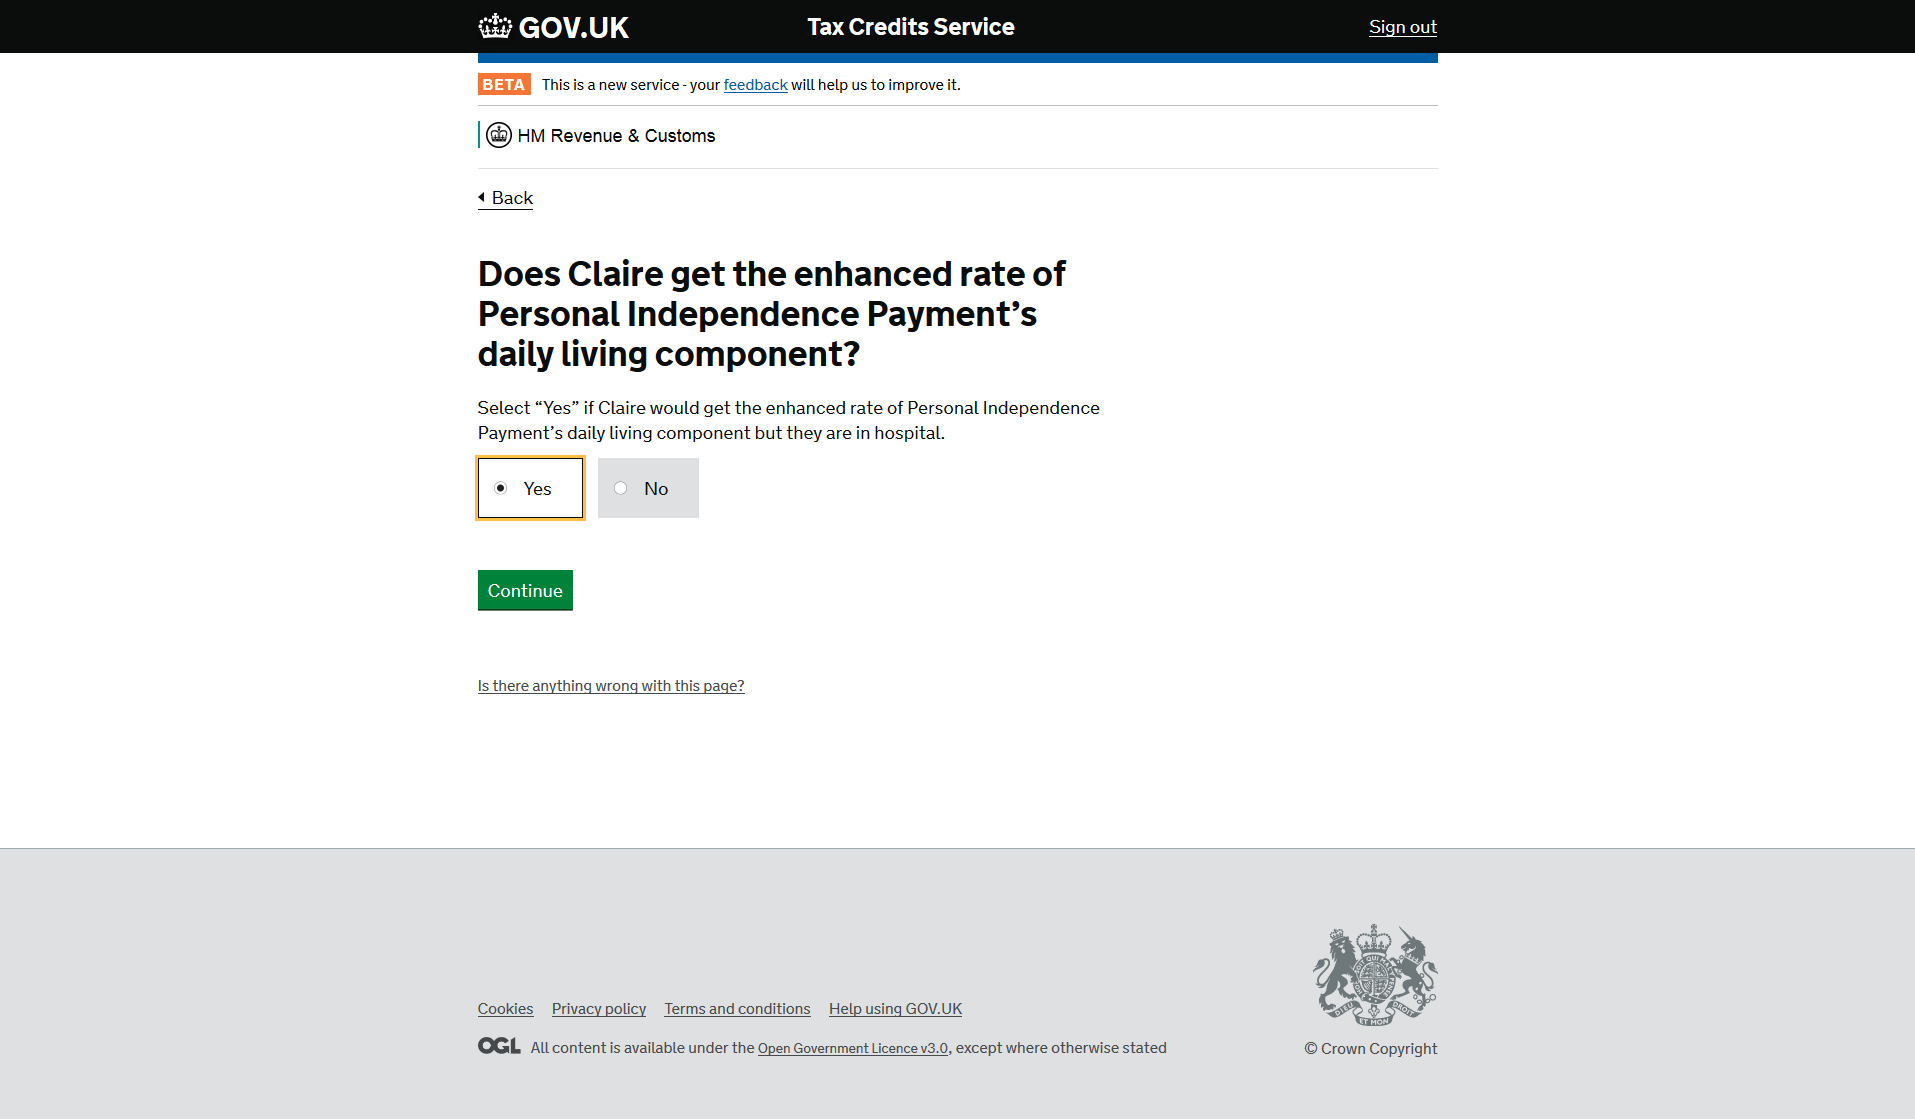 GOV.UK Tax Credits Service Sign out
BETA This is a new service - your feedback will help us to improve it.
HM Revenue & Customs
Back
Does Claire get the enhanced rate of
Personal Independence Payment’s
daily living component?
Select “Yes” if Claire would get the enhanced rate of Personal Independence
Payment’s daily living component but they are in hospital.
Yes No
Continue
Is there anything wrong with this page?
Cookies Privacy policy Terms and conditions Help using GOV.UK
OGL All content is available under the Open Government Licence v3.0, except where otherwise stated
© Crown Copyright